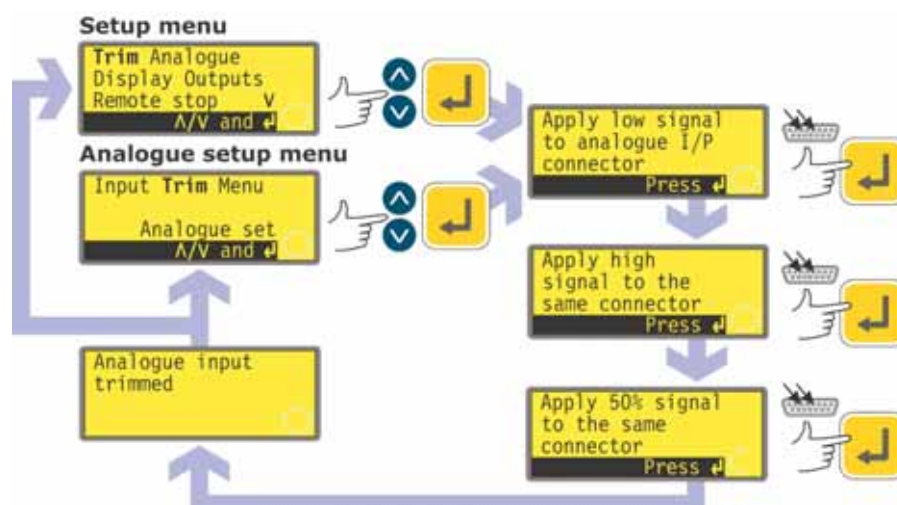 Setup menu
Trim Analogue
Display Outputs
Remote stop V
Λ/V and ↲
Analogue setup menu
Input Trim Menu
Analogue set
Λ/V and ↲
Apply low signal
to analogue I/P
connector
Press ↲
Apply high
signal to the
same connector
Press ↲
Apply 50% signal
to the same
connector
Press ↲
Analogue input
trimmed